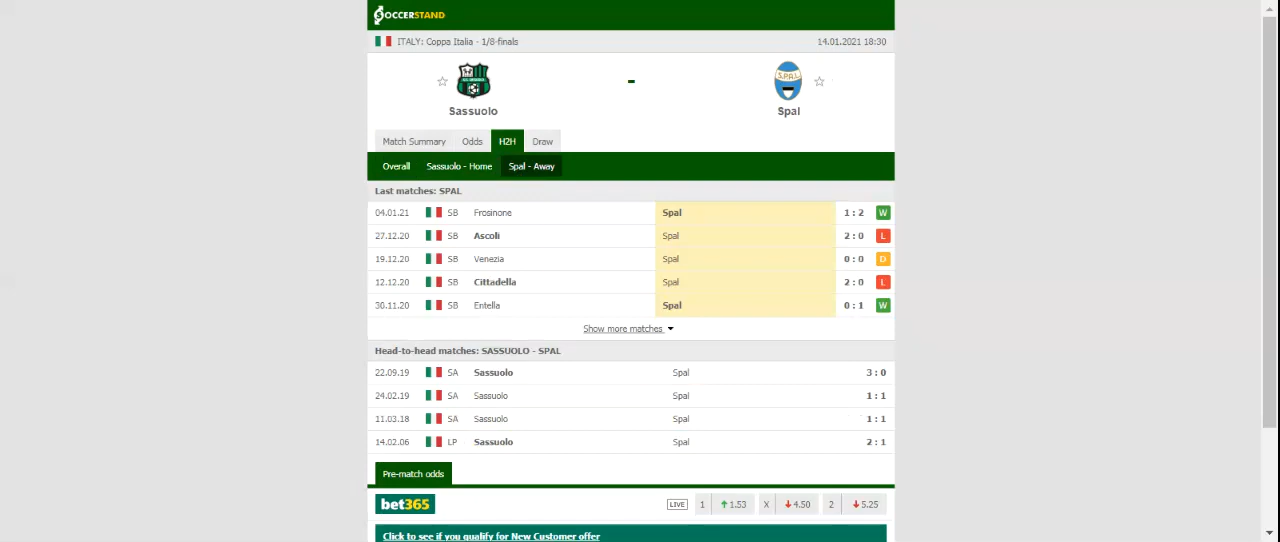 SOCCERSTAND
ITALY: Coppa Italia - 1/8-finals 14.01.2021 18:30
S.P.A.L.
Sassuolo - Spal
Match Summary Odds H2H Draw
Overall Sassuolo - Home Spal - Away
Last matches: SPAL
04.01.21 SB Frosinone Spal 1 : 2 W
27.12.20 SB Ascoli Spal 2 : 0 L
19.12.20 SB Venezia Spal 0 : 0 D
12.12.20 SB Cittadella Spal 2 : 0 L
30.11.20 SB Entella Spal 0 : 1 W
Show more matches
Head-to-head matches: SASSUOLO - SPAL
22.09.19 SA Sassuolo Spal 3 : 0
24.02.19 SA Sassuolo Spal 1 : 1
11.03.18 SA Sassuolo Spal 1 : 1
14.02.06 LP Sassuolo Spal 2 : 1
Pre-match odds
bet365 LIVE 1 1.53 X 4.50 2 5.25
Click to see if you qualify for New Customer offer